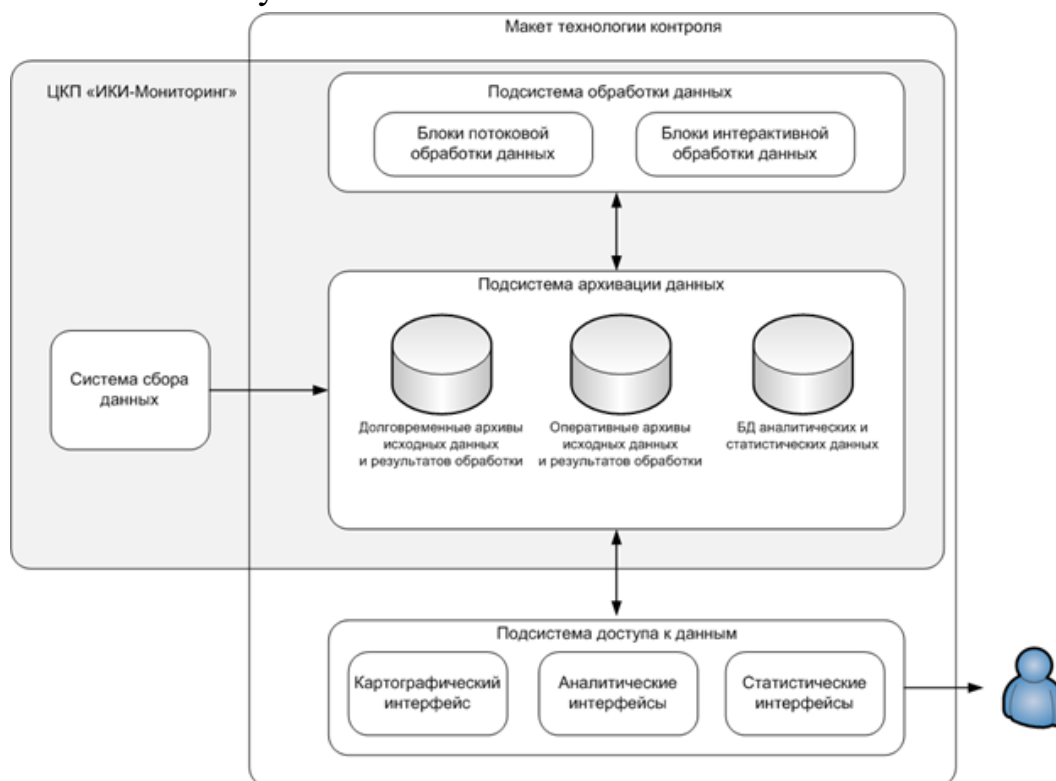 Макет технологии контроля
ЦКП «ИКИ-Мониторинг»
Подсистема обработки данных
Блоки потоковой
обработки данных
Блоки интерактивной
обработки данных
Подсистема архивации данных
Система сбора
данных
Долговременные архивы
исходных данных
и результатов обработки
Оперативные архивы
исходных данных
и результатов обработки
БД аналитических и
статистических данных
Подсистема доступа к данным
Картографический
интерфейс
Аналитические
интерфейсы
Статистические
интерфейсы